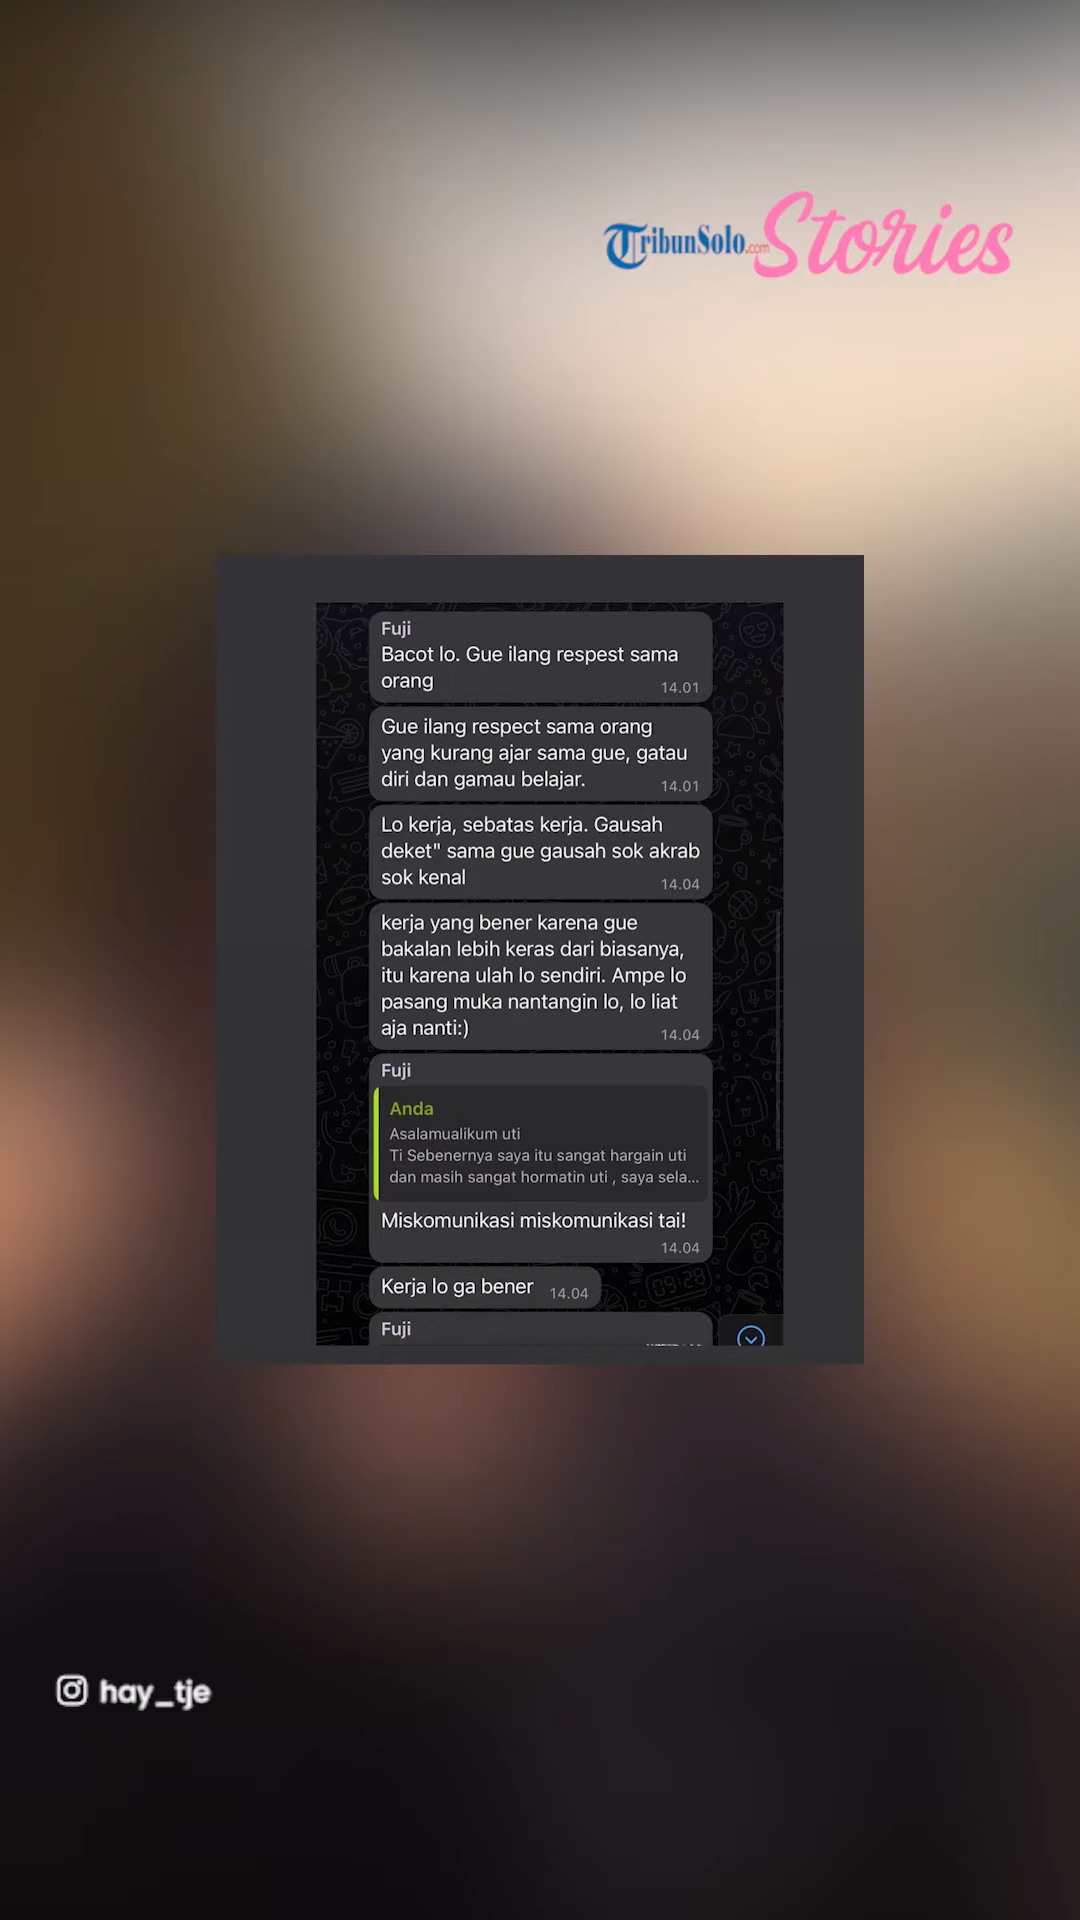 TribunSolo.com Stories
Fuji
Bacot lo. Gue ilang respest sama
orang
14.01
Gue ilang respect sama orang
yang kurang ajar sama gue, gatau
diri dan gamau belajar.
14.01
Lo kerja, sebatas kerja. Gausah
deket" sama gue gausah sok akrab
sok kenal
14.04
kerja yang bener karena gue
bakalan lebih keras dari biasanya,
itu karena ulah lo sendiri. Ampe lo
pasang muka nantangin lo, lo liat
aja nanti:)
14.04
Fuji
Anda
Asalamualikum uti
Ti Sebenernya saya itu sangat hargain uti
dan masih sangat hormatin uti , saya sela...
Miskomunikasi miskomunikasi tai!
14.04
Kerja lo ga bener 14.04
Fuji
hay_tje